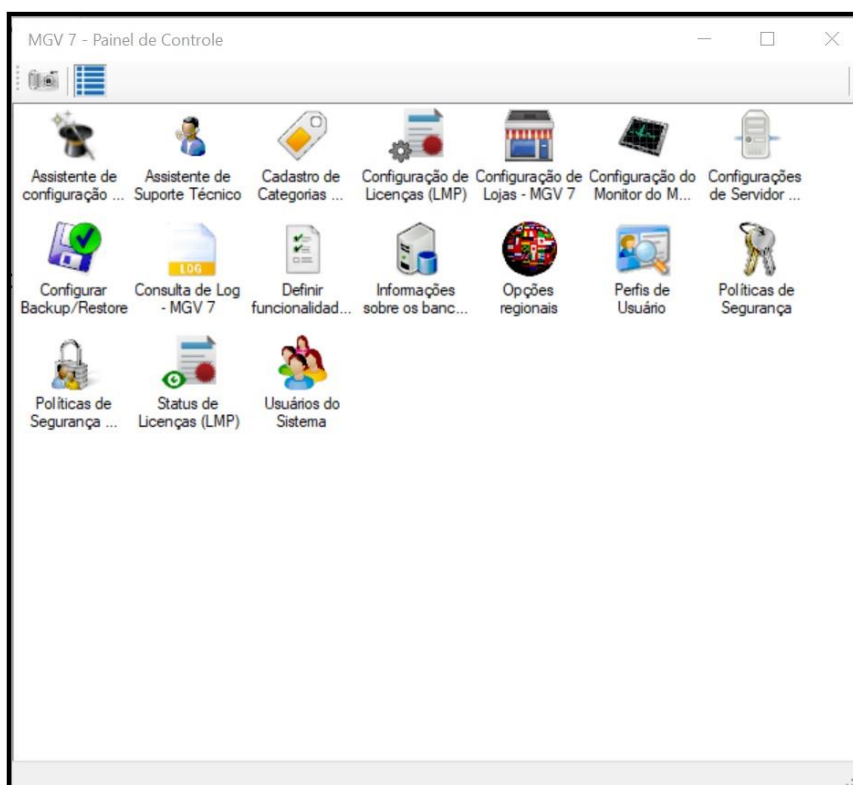 MGV 7 - Painel de Controle
Assistente de
configuração ...
Assistente de
Suporte Técnico
Cadastro de
Categorias ...
Configuração de
Licenças (LMP)
Configuração de
Lojas - MGV 7
Configuração do
Monitor do M...
Configurações
de Servidor ...
Configurar
Backup/Restore
LOG
Consulta de Log
- MGV 7
Definir
funcionalidad...
Informações
sobre os banc...
Opções
regionais
Perfis de
Usuário
Políticas de
Segurança
Políticas de
Segurança ...
Status de
Licenças (LMP)
Usuários do
Sistema